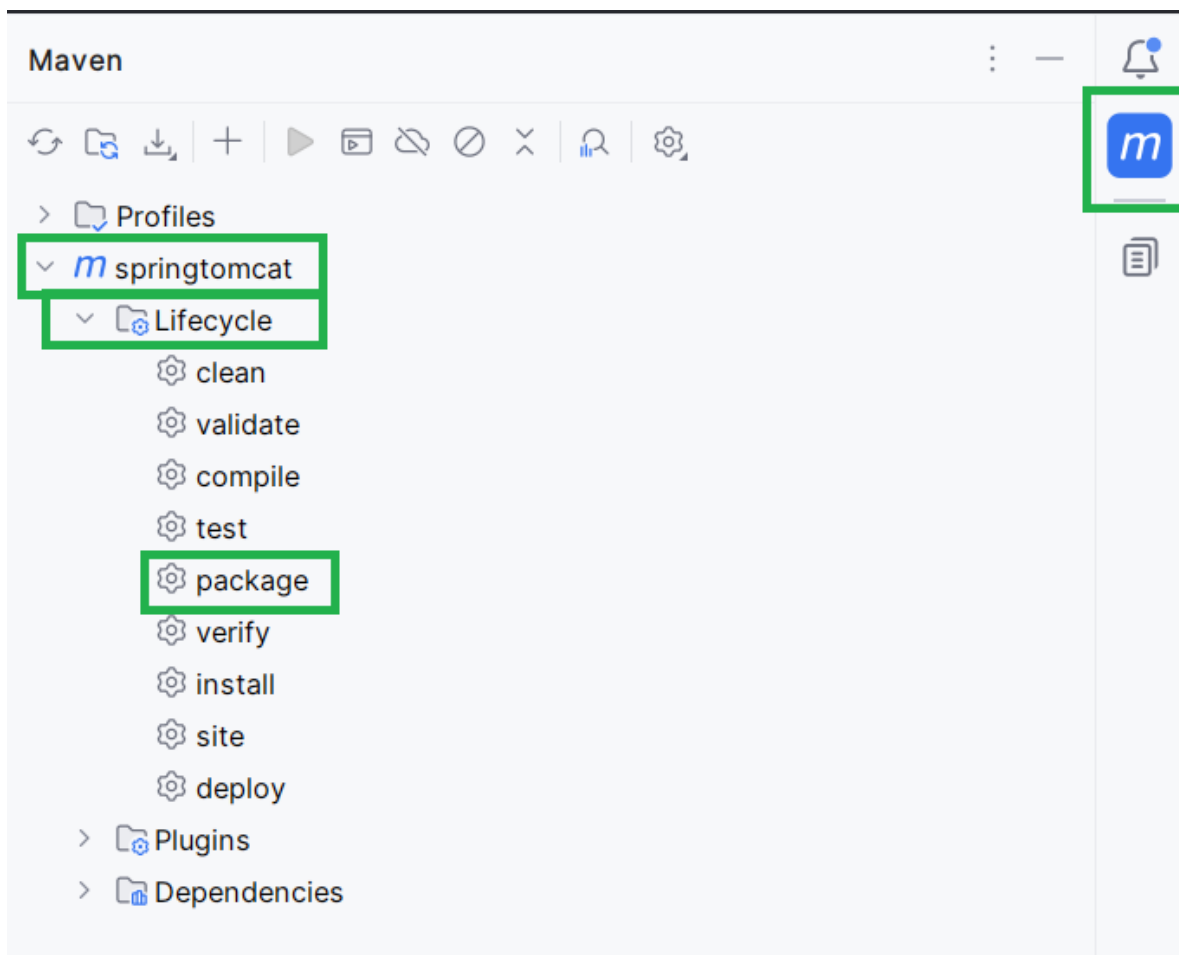 Maven
m
Profiles
m springtomcat
Lifecycle
clean
validate
compile
test
package
verify
install
site
deploy
Plugins
Dependencies